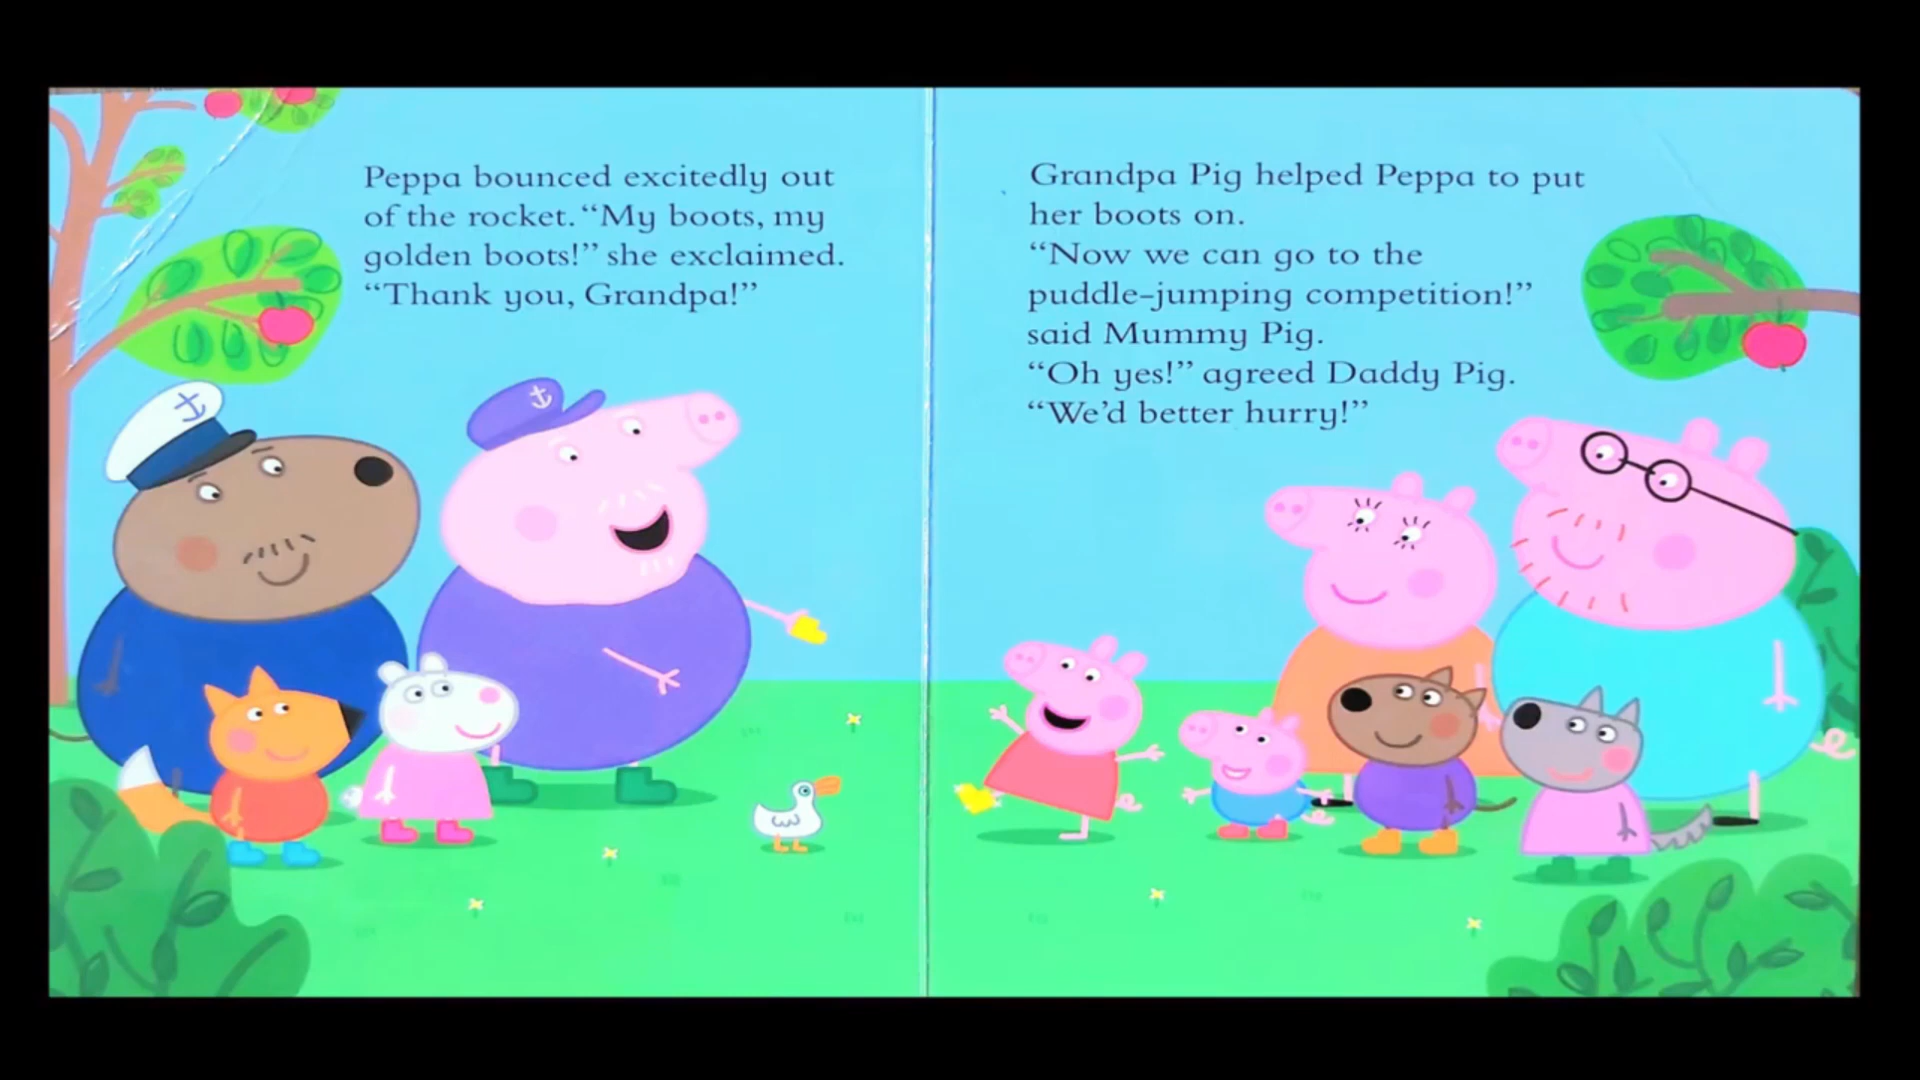 Peppa bounced excitedly out
of the rocket. “My boots, my
golden boots!” she exclaimed.
“Thank you, Grandpa!”
Grandpa Pig helped Peppa to put
her boots on.
“Now we can go to the
puddle-jumping competition!”
said Mummy Pig.
“Oh yes!” agreed Daddy Pig.
“We’d better hurry!”